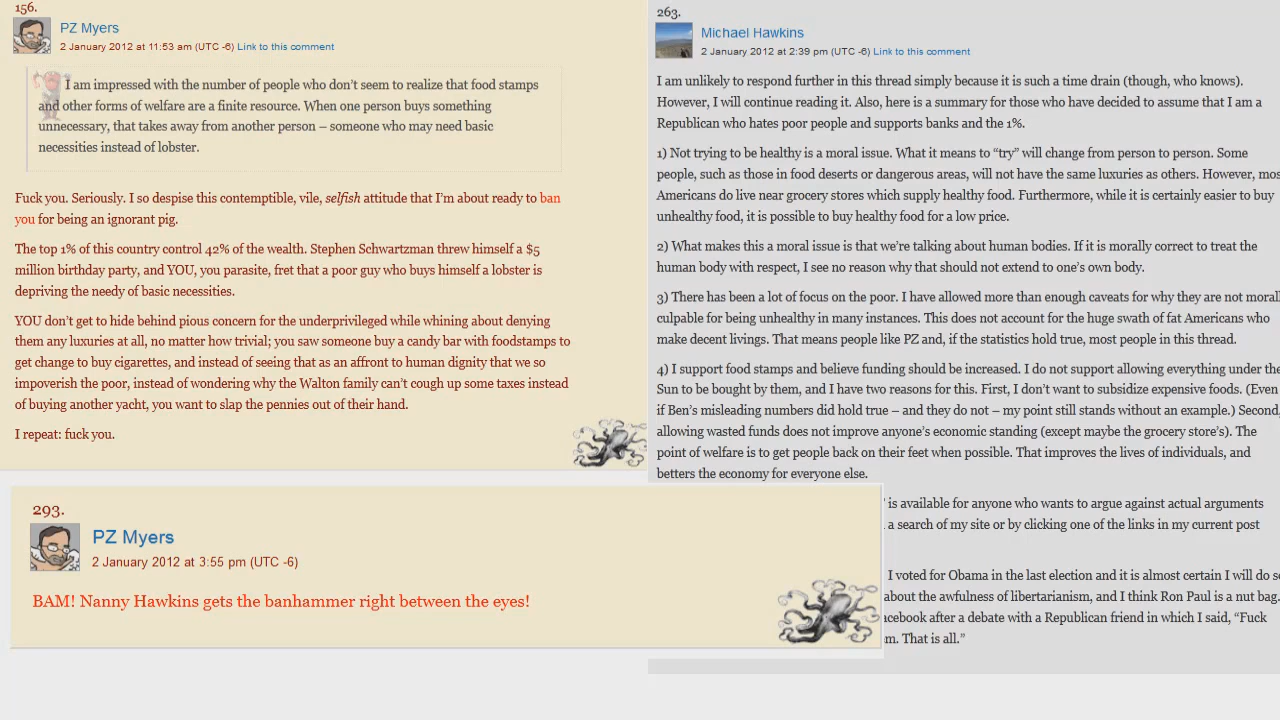 156.
PZ Myers
2 January 2012 at 11:53 am (UTC -6) Link to this comment
I am impressed with the number of people who don't seem to realize that food stamps
and other forms of welfare are a finite resource. When one person buys something
unnecessary, that takes away from another person – someone who may need basic
necessities instead of lobster.
Fuck you. Seriously. I so despise this contemptible, vile, selfish attitude that I'm about ready to ban
you for being an ignorant pig.
The top 1% of this country control 42% of the wealth. Stephen Schwartzman threw himself a $5
million birthday party, and YOU, you parasite, fret that a poor guy who buys himself a lobster is
depriving the needy of basic necessities.
YOU don't get to hide behind pious concern for the underprivileged while whining about denying
them any luxuries at all, no matter how trivial; you saw someone buy a candy bar with foodstamps to
get change to buy cigarettes, and instead of seeing that as an affront to human dignity that we so
impoverish the poor, instead of wondering why the Walton family can't cough up some taxes instead
of buying another yacht, you want to slap the pennies out of their hand.
I repeat: fuck you.
263.
Michael Hawkins
2 January 2012 at 2:39 pm (UTC -6) Link to this comment
I am unlikely to respond further in this thread simply because it is such a time drain (though, who knows).
However, I will continue reading it. Also, here is a summary for those who have decided to assume that I am a
Republican who hates poor people and supports banks and the 1%.
1) Not trying to be healthy is a moral issue. What it means to “try” will change from person to person. Some
people, such as those in food deserts or dangerous areas, will not have the same luxuries as others. However, mos
Americans do live near grocery stores which supply healthy food. Furthermore, while it is certainly easier to buy
unhealthy food, it is possible to buy healthy food for a low price.
2) What makes this a moral issue is that we're talking about human bodies. If it is morally correct to treat the
human body with respect, I see no reason why that should not extend to one's own body.
3) There has been a lot of focus on the poor. I have allowed more than enough caveats for why they are not morall
culpable for being unhealthy in many instances. This does not account for the huge swath of fat Americans who
make decent livings. That means people like PZ and, if the statistics hold true, most people in this thread.
4) I support food stamps and believe funding should be increased. I do not support allowing everything under the
Sun to be bought by them, and I have two reasons for this. First, I don't want to subsidize expensive foods. (Even
if Ben's misleading numbers did hold true – and they do not – my point still stands without an example.) Second,
allowing wasted funds does not improve anyone's economic standing (except maybe the grocery store's). The
point of welfare is to get people back on their feet when possible. That improves the lives of individuals, and
betters the economy for everyone else.
is available for anyone who wants to argue against actual arguments
a search of my site or by clicking one of the links in my current post
I voted for Obama in the last election and it is almost certain I will do so
about the awfulness of libertarianism, and I think Ron Paul is a nut bag.
acebook after a debate with a Republican friend in which I said, “Fuck
m. That is all.”
293.
PZ Myers
2 January 2012 at 3:55 pm (UTC -6)
BAM! Nanny Hawkins gets the banhammer right between the eyes!